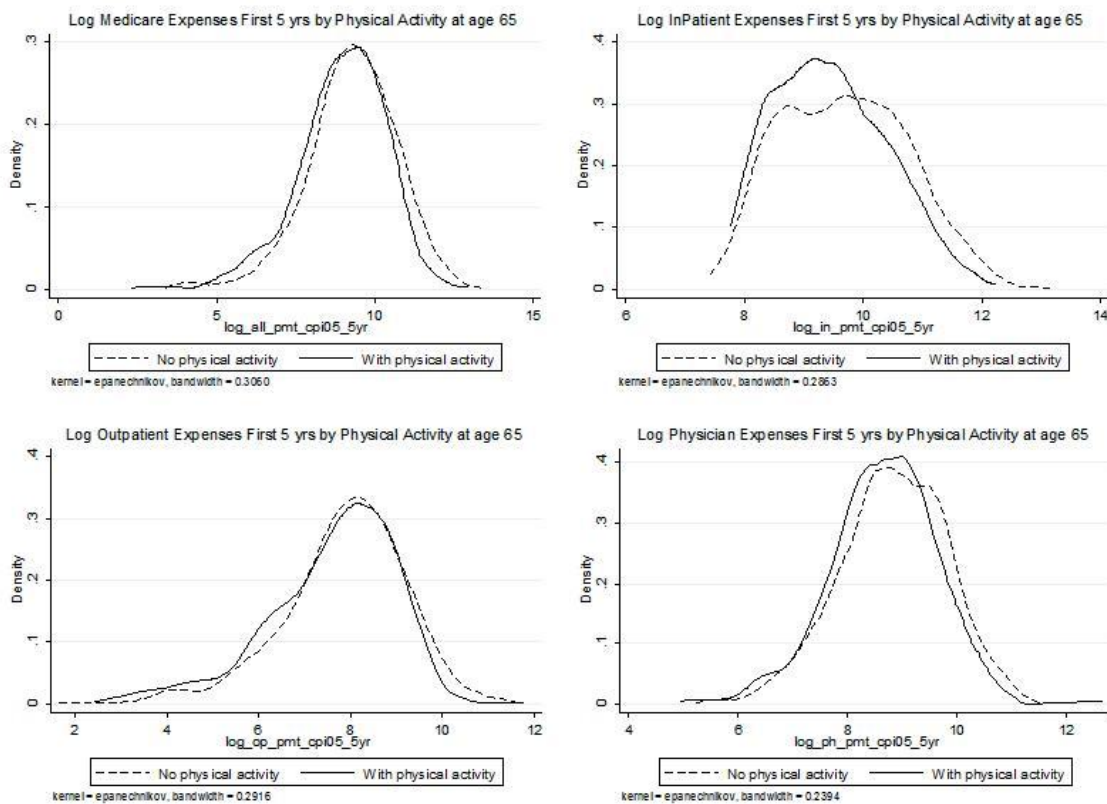 Log Medicare Expenses First 5 yrs by Physical Activity at age 65
Density
0 .1 .2 .3
0 5 10 15
log_all_pmt_cpi05_5yr
No physical activity With physical activity
kernel = epanechnikov, bandwidth = 0.3060
Log InPatient Expenses First 5 yrs by Physical Activity at age 65
Density
0 .1 .2 .3 .4
6 8 10 12 14
log_in_pmt_cpi05_5yr
No physical activity With physical activity
kernel = epanechnikov, bandwidth = 0.2863
Log Outpatient Expenses First 5 yrs by Physical Activity at age 65
Density
0 .1 .2 .3 .4
2 4 6 8 10 12
log_op_pmt_cpi05_5yr
No physical activity With physical activity
kernel = epanechnikov, bandwidth = 0.2916
Log Physician Expenses First 5 yrs by Physical Activity at age 65
Density
0 .1 .2 .3 .4
4 6 8 10 12
log_ph_pmt_cpi05_5yr
No physical activity With physical activity
kernel = epanechnikov, bandwidth = 0.2394